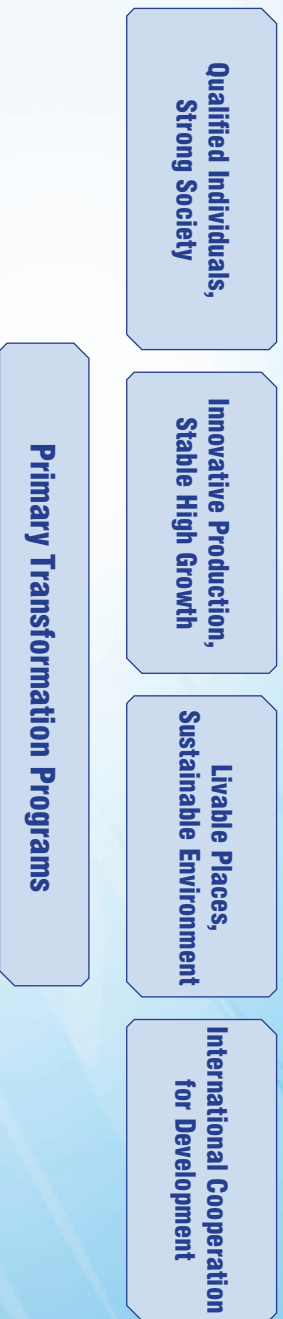 Qualified Individuals,
Strong Society
Innovative Production,
Stable High Growth
Livable Places,
Sustainable Environment
International Cooperation
for Development
Primary Transformation Programs